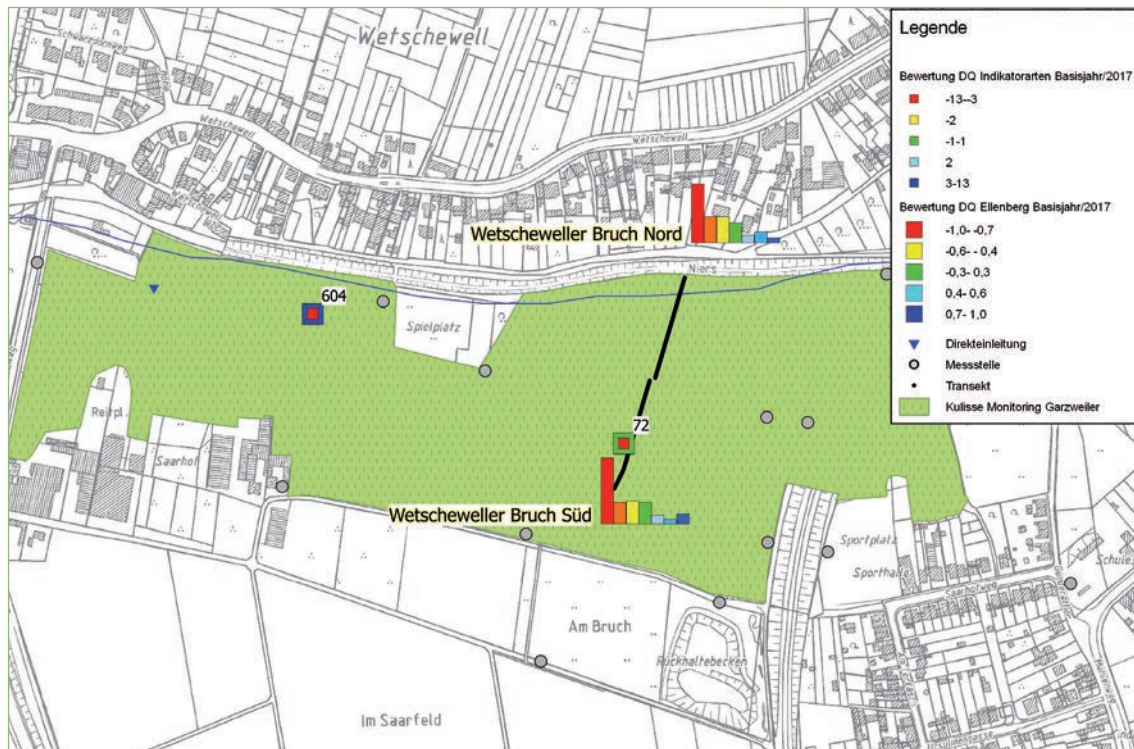 Wetschewell
Wetschewell
Wetschewell
Wetscheweller Bruch Nord
Niers
604
Spielplatz
Reitpl.
Saarhof
72
Wetscheweller Bruch Süd
Sportplatz
Sporthalle
Schule
Am Bruch
Rückhaltebecken
Im Saarfeld
Legende
Bewertung DQ Indikatorarten Basisjahr/2017
-13--3
-2
-1-1
2
3-13
Bewertung DQ Ellenberg Basisjahr/2017
-1,0- -0,7
-0,6- - 0,4
-0,3- 0,3
0,4- 0,6
0,7- 1,0
Direkteinleitung
Messstelle
Transekt
Kulisse Monitoring Garzweiler